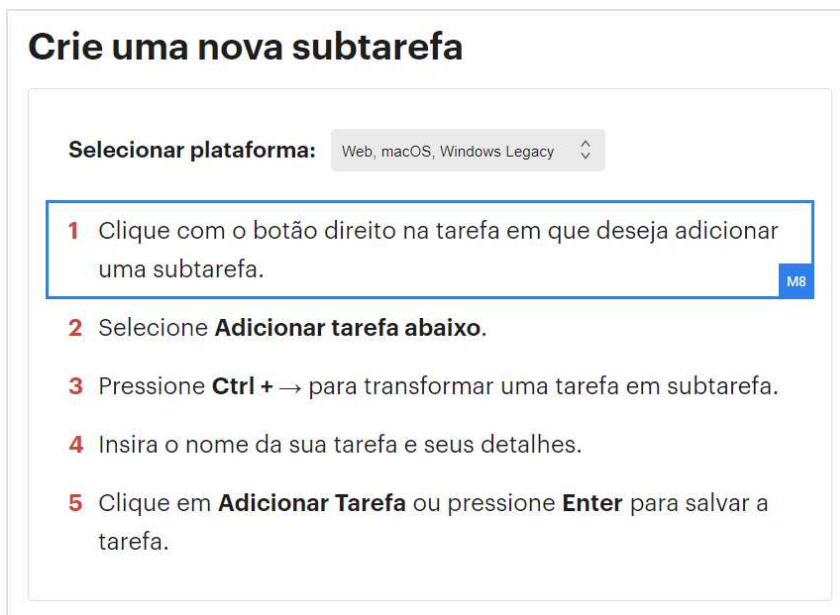 Crie uma nova subtarefa
Selecionar plataforma: Web, macOS, Windows Legacy
1 Clique com o botão direito na tarefa em que deseja adicionar
uma subtarefa.
M8
2 Selecione Adicionar tarefa abaixo.
3 Pressione Ctrl + → para transformar uma tarefa em subtarefa.
4 Insira o nome da sua tarefa e seus detalhes.
5 Clique em Adicionar Tarefa ou pressione Enter para salvar a
tarefa.